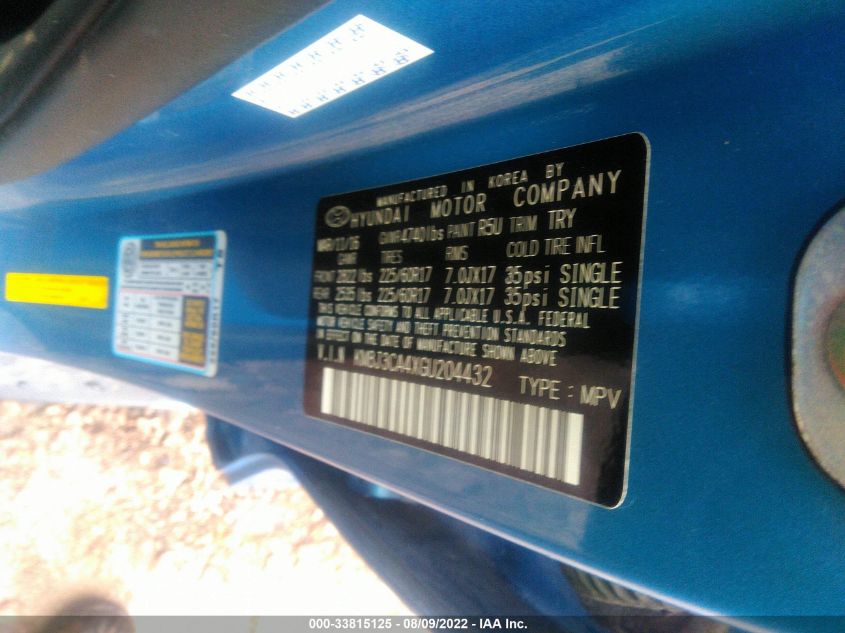 MANUFACTURED IN KOREA BY
HYUNDAI MOTOR COMPANY
MAR/11/16 GVWR 4740lbs PAINT R5U TRIM TRY
GAWR TIRES RIMS COLD TIRE INFL
FRONT 2822 lbs 225/60R17 7.0JX17 35psi SINGLE
REAR 2535 lbs 225/60R17 7.0JX17 35psi SINGLE
THIS VEHICLE CONFORMS TO ALL APPLICABLE U.S.A. FEDERAL
MOTOR VEHICLE SAFETY AND THEFT PREVENTION STANDARDS
IN EFFECT ON THE DATE OF MANUFACTURE SHOWN ABOVE
V.I.N KM8J3CA4XGU204432 TYPE : MPV
000-33815125 - 08/09/2022 - IAA Inc.